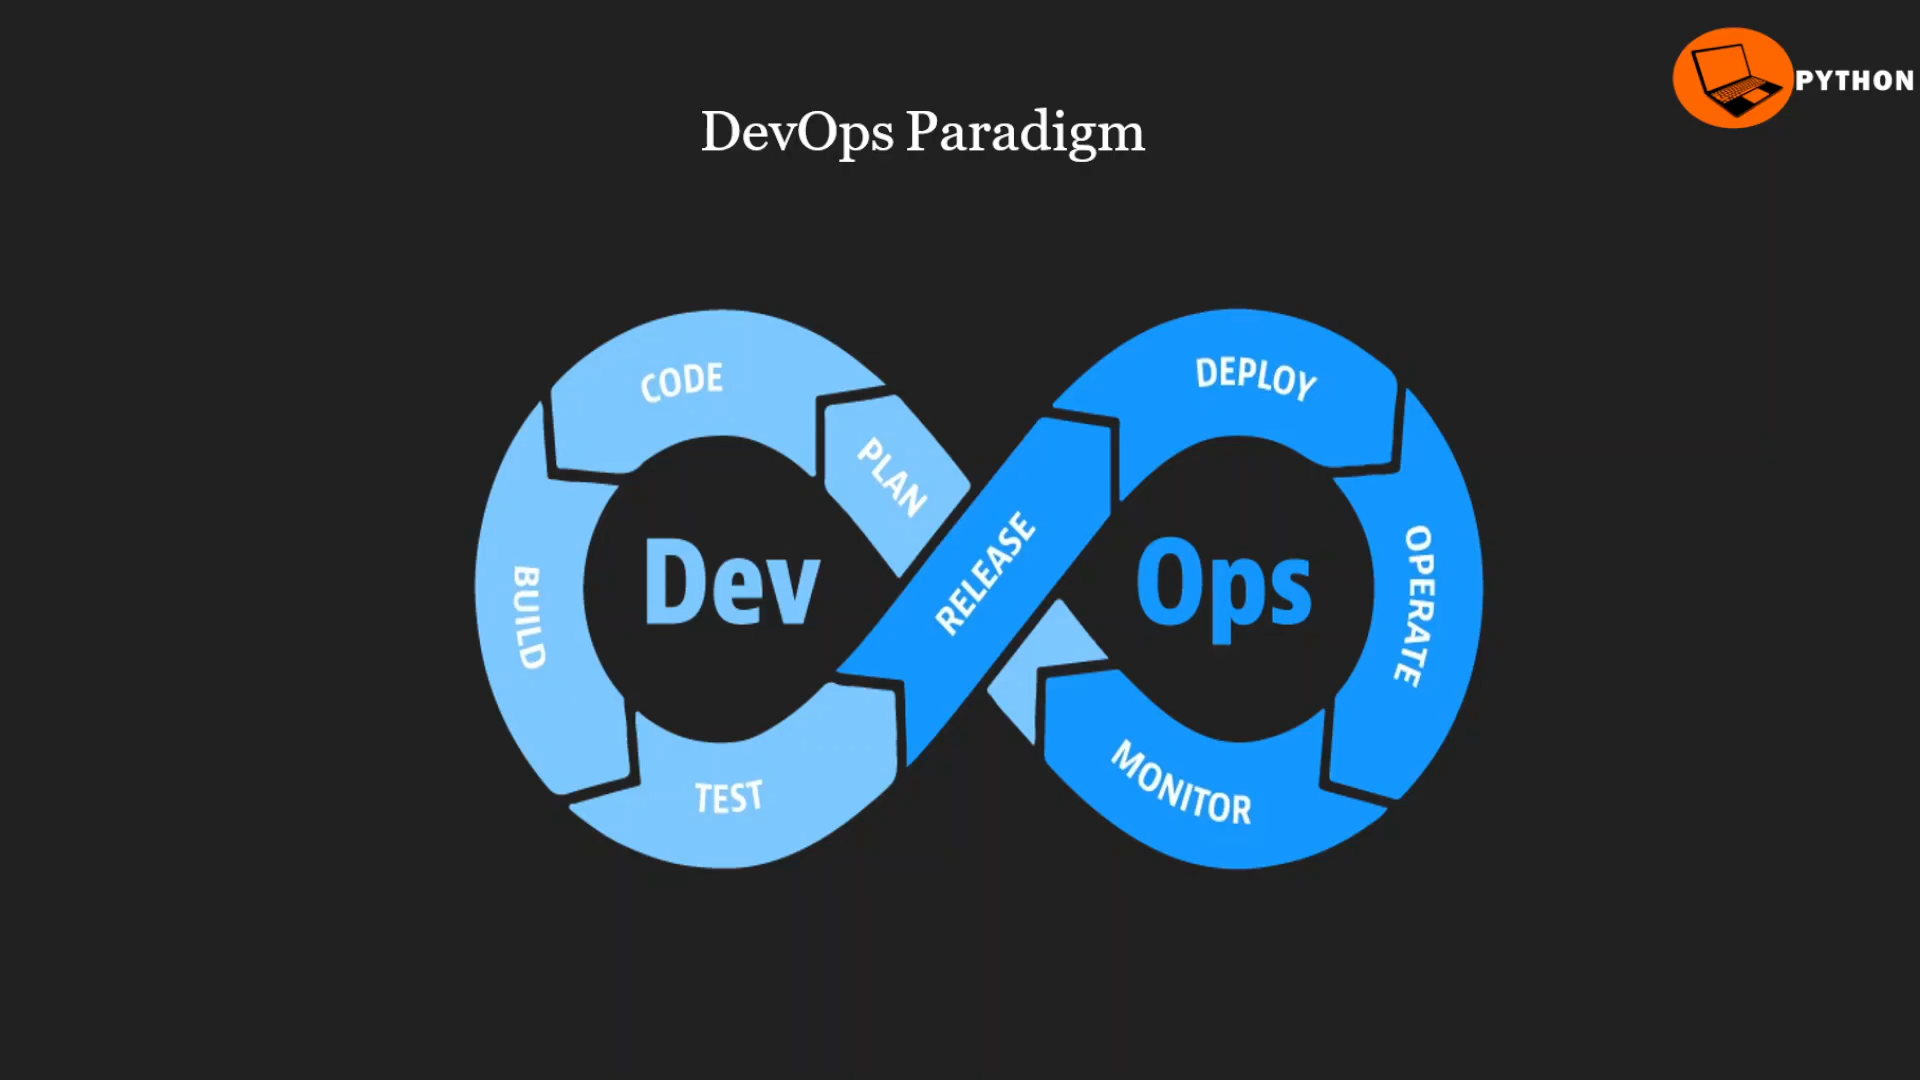 PYTHON
DevOps Paradigm
CODE
DEPLOY
PLAN
RELEASE
OPERATE
BUILD
Dev
Ops
TEST
MONITOR